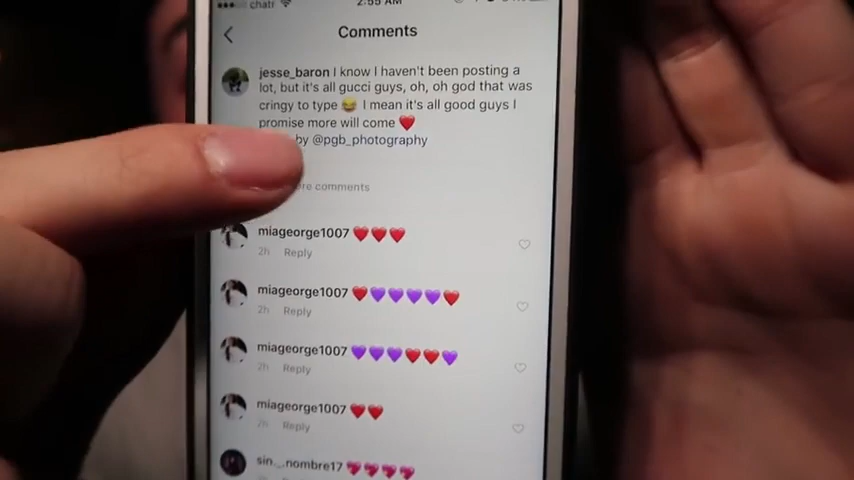 chatr 2:55 AM
Comments
jesse_baron I know I haven't been posting a
lot, but it's all gucci guys, oh, oh god that was
cringy to type 😂 I mean it's all good guys I
promise more will come ❤️
by @pgb_photography
comments
miageorge1007 ❤️❤️❤️
2h Reply
miageorge1007 ❤️💜💜💜💜❤️
2h Reply
miageorge1007 💜💜💜❤️❤️💜
2h Reply
miageorge1007 ❤️❤️
2h Reply
sin._.nombre17 💖💖💖💖